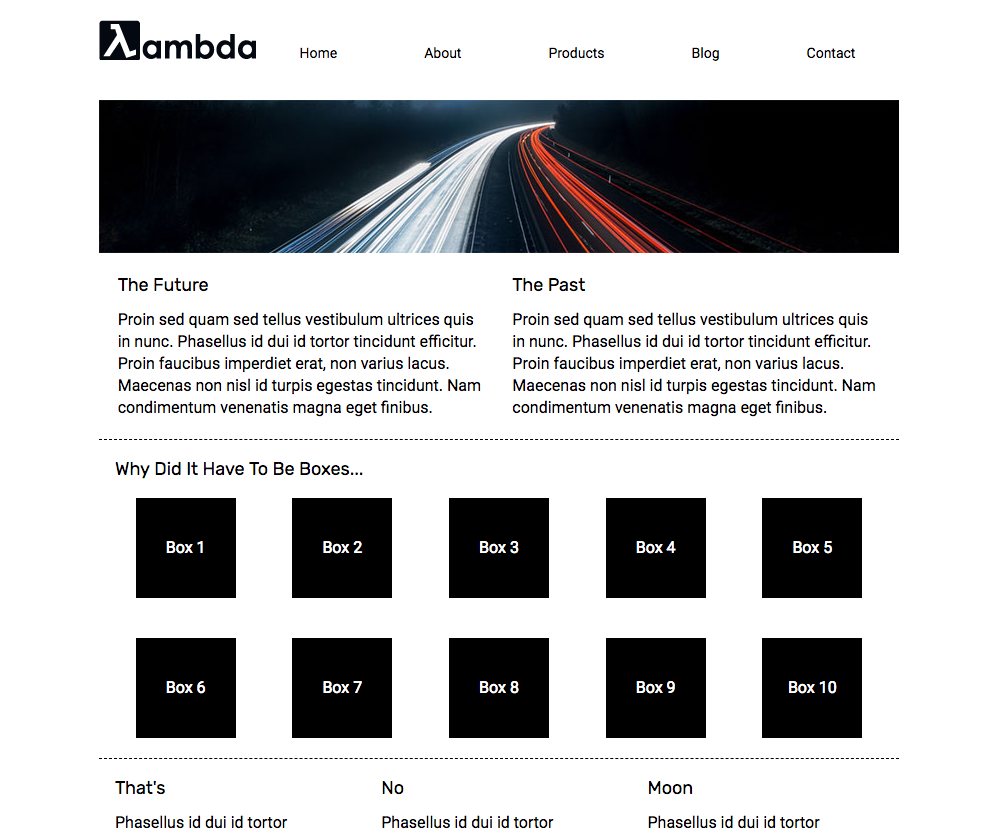 λambda
Home About Products Blog Contact
The Future
Proin sed quam sed tellus vestibulum ultrices quis
in nunc. Phasellus id dui id tortor tincidunt efficitur.
Proin faucibus imperdiet erat, non varius lacus.
Maecenas non nisl id turpis egestas tincidunt. Nam
condimentum venenatis magna eget finibus.
The Past
Proin sed quam sed tellus vestibulum ultrices quis
in nunc. Phasellus id dui id tortor tincidunt efficitur.
Proin faucibus imperdiet erat, non varius lacus.
Maecenas non nisl id turpis egestas tincidunt. Nam
condimentum venenatis magna eget finibus.
Why Did It Have To Be Boxes...
Box 1 Box 2 Box 3 Box 4 Box 5
Box 6 Box 7 Box 8 Box 9 Box 10
That's
Phasellus id dui id tortor
No
Phasellus id dui id tortor
Moon
Phasellus id dui id tortor